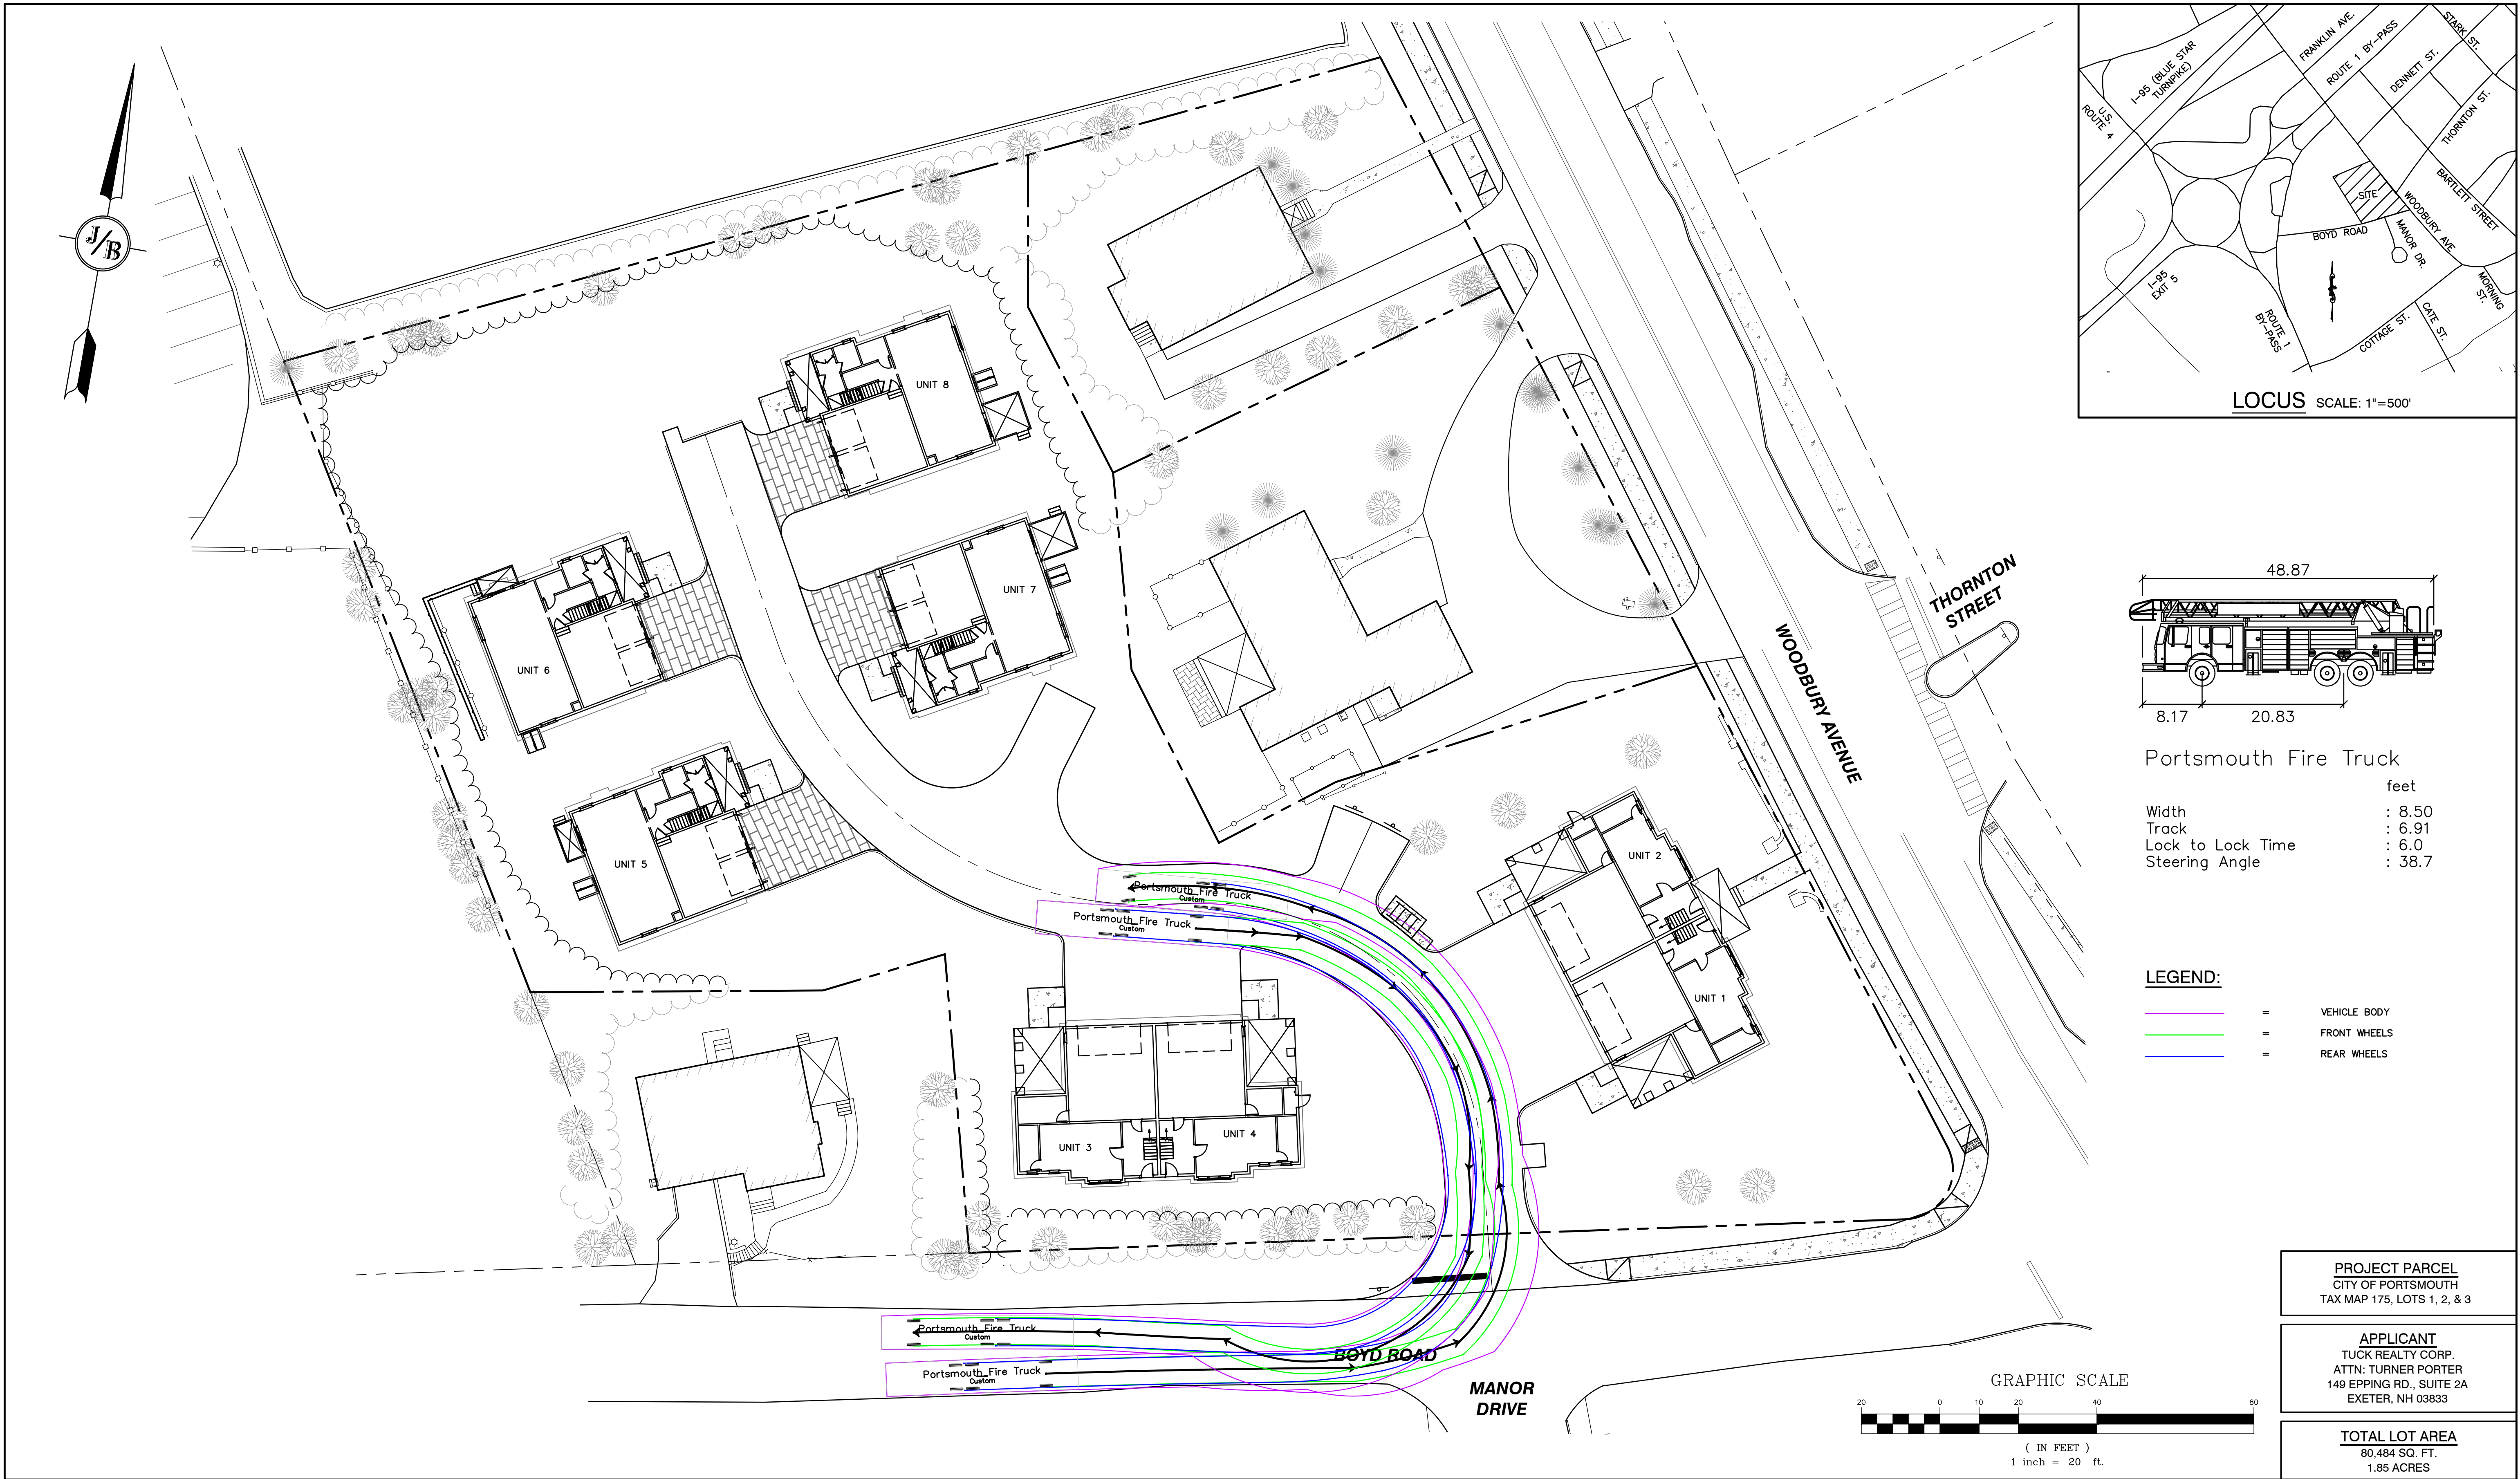 J/B
UNIT 8
UNIT 7
UNIT 6
UNIT 5
UNIT 2
UNIT 1
UNIT 3
UNIT 4
WOODBURY AVENUE
THORNTON
STREET
Portsmouth Fire Truck
Custom
Portsmouth Fire Truck
Custom
Portsmouth Fire Truck
Custom
Portsmouth Fire Truck
Custom
BOYD ROAD
MANOR
DRIVE
I-95 (BLUE STAR
TURNPIKE)
FRANKLIN AVE.
ROUTE 1 BY-PASS
STARK ST.
DENNETT ST.
U.S.
ROUTE 4
THORNTON ST.
SITE
WOODBURY AVE.
BARTLETT STREET
BOYD ROAD
MANOR DR.
I-95
EXIT 5
ROUTE 1
BY-PASS
COTTAGE ST.
CATE ST.
MORNING
ST.
LOCUS SCALE: 1"=500'
48.87
8.17 20.83
Portsmouth Fire Truck
feet
Width : 8.50
Track : 6.91
Lock to Lock Time : 6.0
Steering Angle : 38.7
LEGEND:
= VEHICLE BODY
= FRONT WHEELS
= REAR WHEELS
PROJECT PARCEL
CITY OF PORTSMOUTH
TAX MAP 175, LOTS 1, 2, & 3
APPLICANT
TUCK REALTY CORP.
ATTN: TURNER PORTER
149 EPPING RD., SUITE 2A
EXETER, NH 03833
TOTAL LOT AREA
80,484 SQ. FT.
1.85 ACRES
GRAPHIC SCALE
20 0 10 20 40 80
( IN FEET )
1 inch = 20 ft.